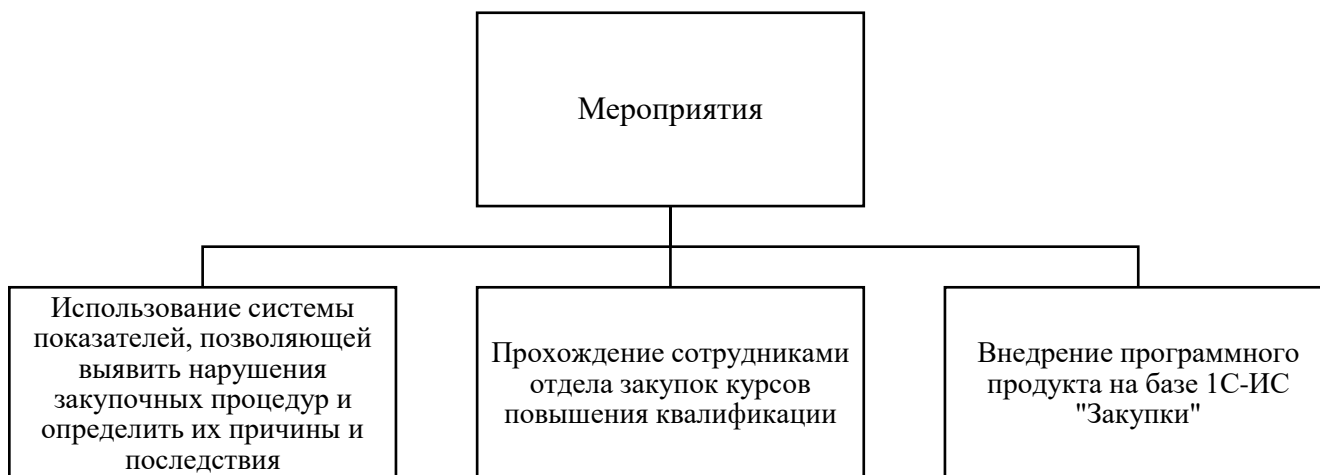 Мероприятия
Использование системы
показателей, позволяющей
выявить нарушения
закупочных процедур и
определить их причины и
последствия
Прохождение сотрудниками
отдела закупок курсов
повышения квалификации
Внедрение программного
продукта на базе 1С-ИС
"Закупки"